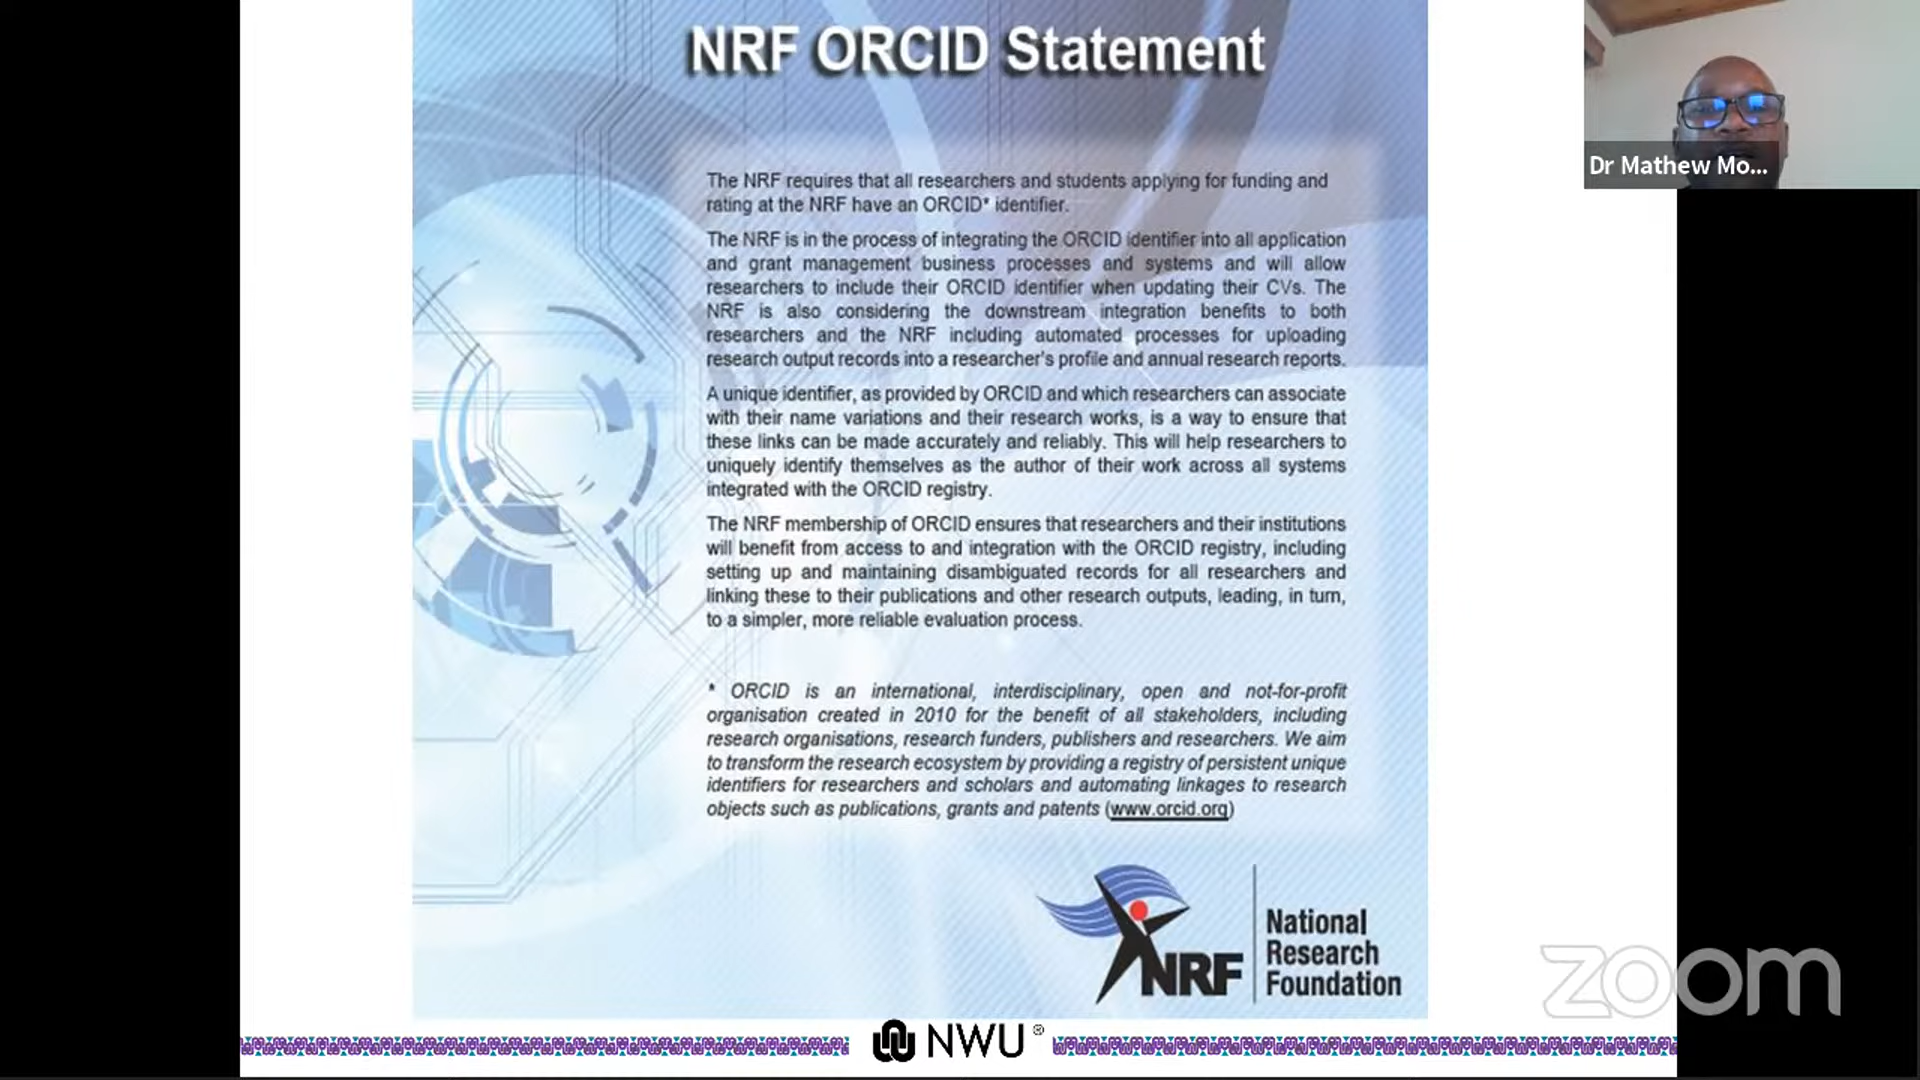 NRF ORCID Statement
The NRF requires that all researchers and students applying for funding and
rating at the NRF have an ORCID* identifier.
The NRF is in the process of integrating the ORCID identifier into all application
and grant management business processes and systems and will allow
researchers to include their ORCID identifier when updating their CVs. The
NRF is also considering the downstream integration benefits to both
researchers and the NRF including automated processes for uploading
research output records into a researcher's profile and annual research reports.
A unique identifier, as provided by ORCID and which researchers can associate
with their name variations and their research works, is a way to ensure that
these links can be made accurately and reliably. This will help researchers to
uniquely identify themselves as the author of their work across all systems
integrated with the ORCID registry.
The NRF membership of ORCID ensures that researchers and their institutions
will benefit from access to and integration with the ORCID registry, including
setting up and maintaining disambiguated records for all researchers and
linking these to their publications and other research outputs, leading, in turn,
to a simpler, more reliable evaluation process.
* ORCID is an international, interdisciplinary, open and not-for-profit
organisation created in 2010 for the benefit of all stakeholders, including
research organisations, research funders, publishers and researchers. We aim
to transform the research ecosystem by providing a registry of persistent unique
identifiers for researchers and scholars and automating linkages to research
objects such as publications, grants and patents (www.orcid.org)
NRF
National
Research
Foundation
NWU®
Dr Mathew Mo...
zoom